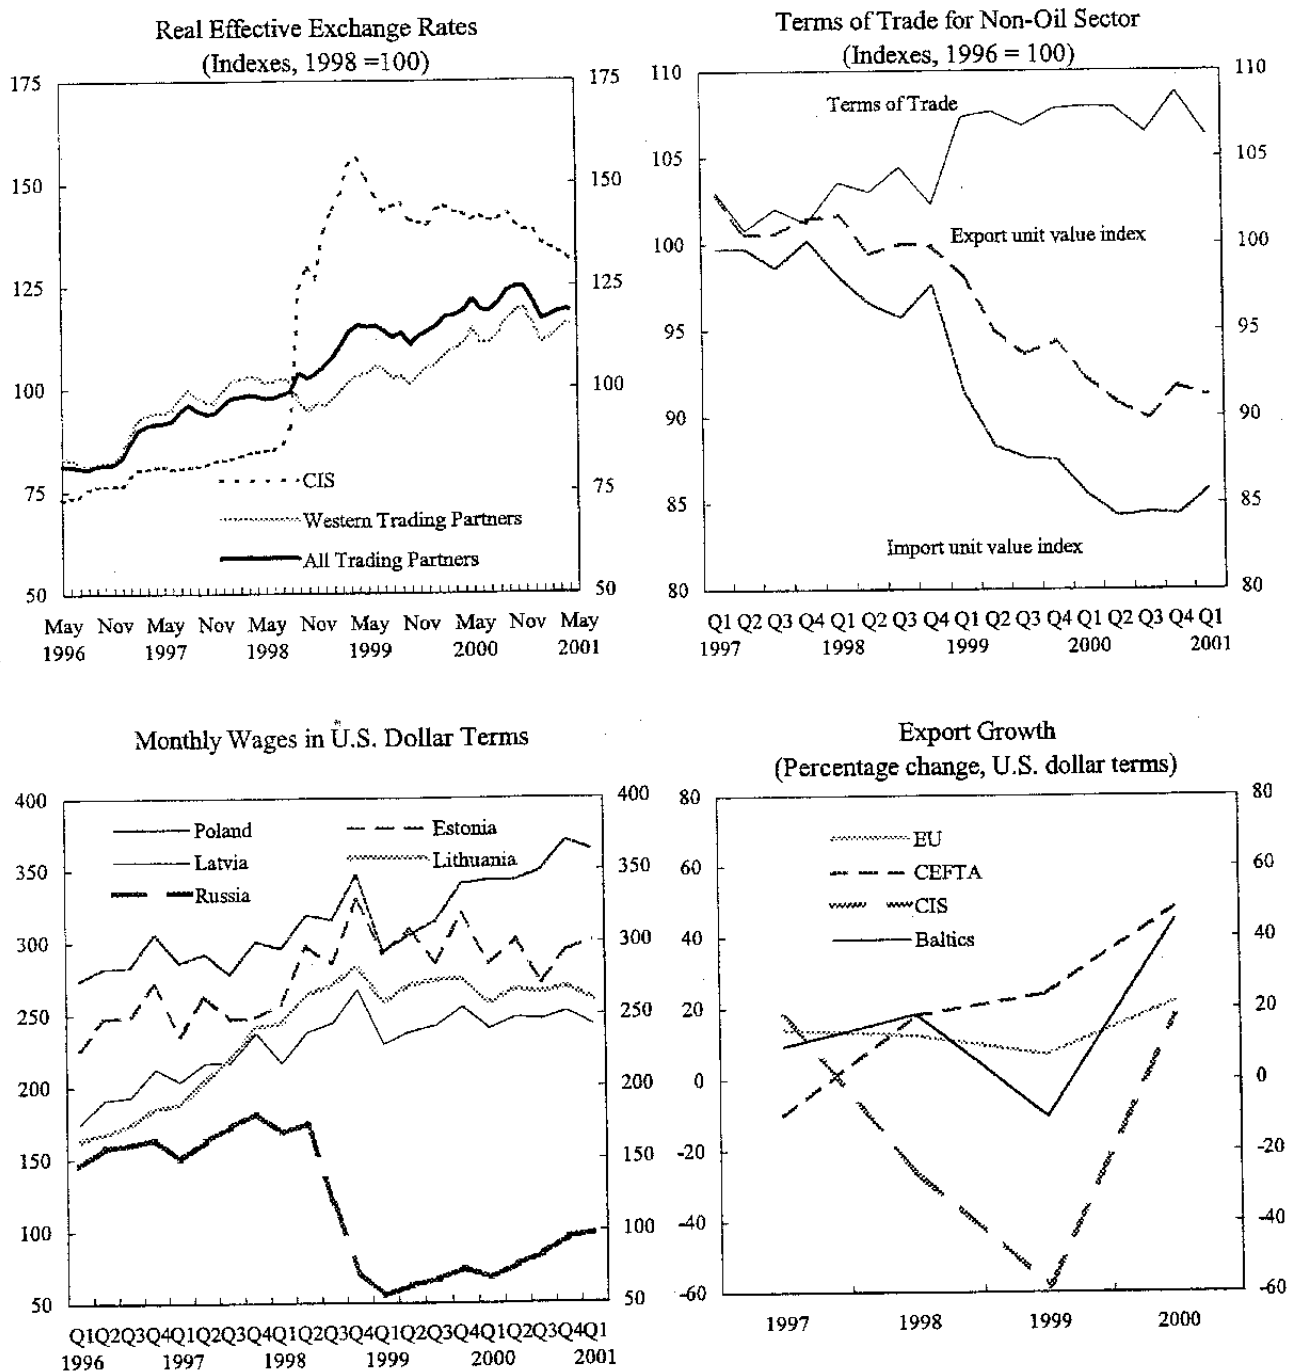 Real Effective Exchange Rates
(Indexes, 1998 =100)
175
175
150
150
125
125
100
100
75
75
50
50
CIS
Western Trading Partners
All Trading Partners
May Nov May Nov May Nov May Nov May Nov May
1996 1997 1998 1999 2000 2001
Terms of Trade for Non-Oil Sector
(Indexes, 1996 = 100)
110
110
Terms of Trade
105
105
100
100
Export unit value index
95
95
90
90
85
85
Import unit value index
80
80
Q1 Q2 Q3 Q4 Q1 Q2 Q3 Q4 Q1 Q2 Q3 Q4 Q1 Q2 Q3 Q4 Q1
1997 1998 1999 2000 2001
Monthly Wages in U.S. Dollar Terms
400
400
Poland Estonia
Latvia Lithuania
Russia
350
350
300
300
250
250
200
200
150
150
100
100
50
50
Q1Q2Q3Q4Q1Q2Q3Q4Q1Q2Q3Q4Q1Q2Q3Q4Q1Q2Q3Q4Q1
1996 1997 1998 1999 2000 2001
Export Growth
(Percentage change, U.S. dollar terms)
80
80
EU
CEFTA
CIS
Baltics
60
60
40
40
20
20
0
0
-20
-20
-40
-40
-60
-60
1997 1998 1999 2000